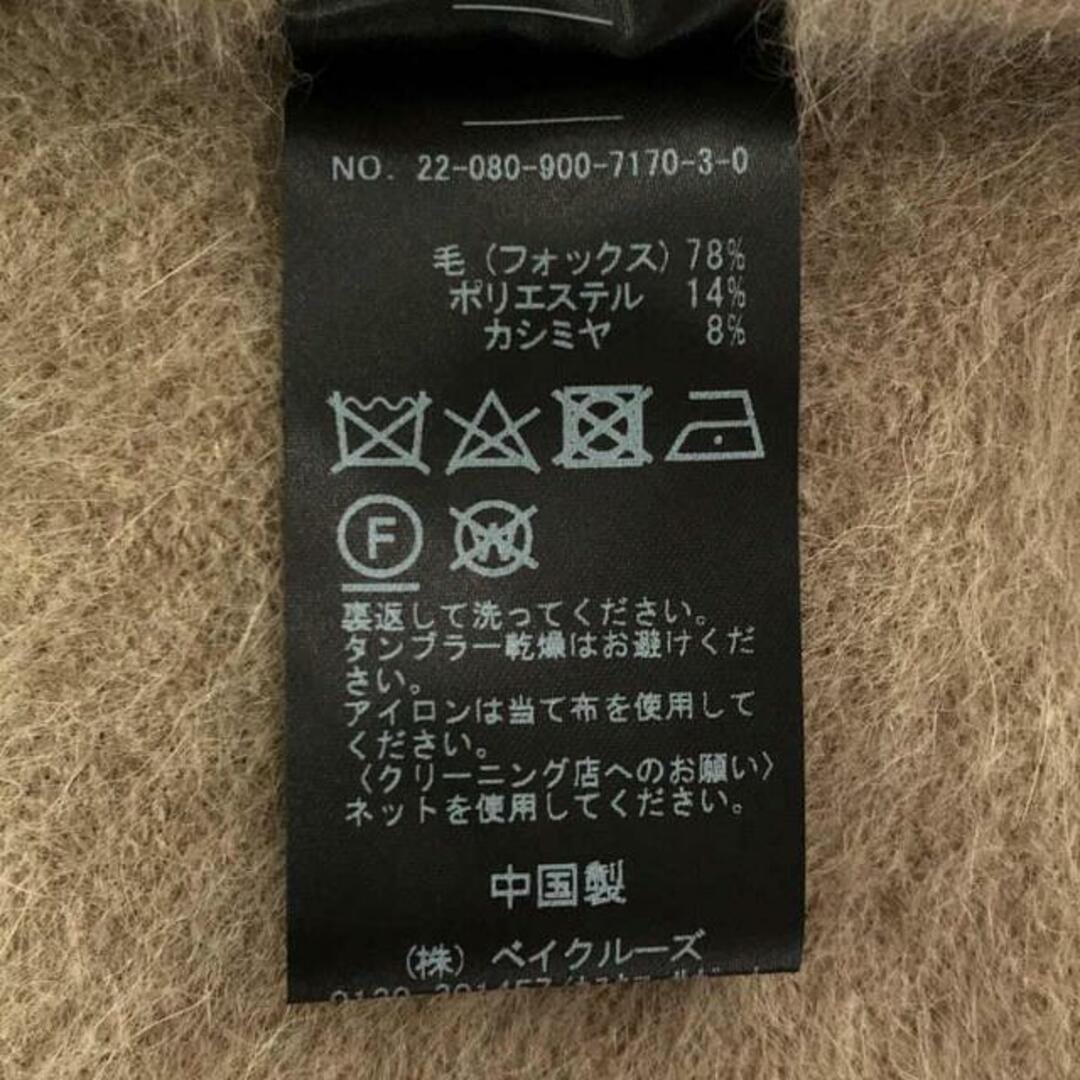 NO. 22-080-900-7170-3-0
毛(フォックス) 78%
ポリエステル 14%
カシミヤ 8%
F
W
裏返して洗ってください。
タンブラー乾燥はお避けくだ
さい。
アイロンは当て布を使用して
ください。
〈クリーニング店へのお願い〉
ネットを使用してください。
中国製
(株) ベイクルーズ